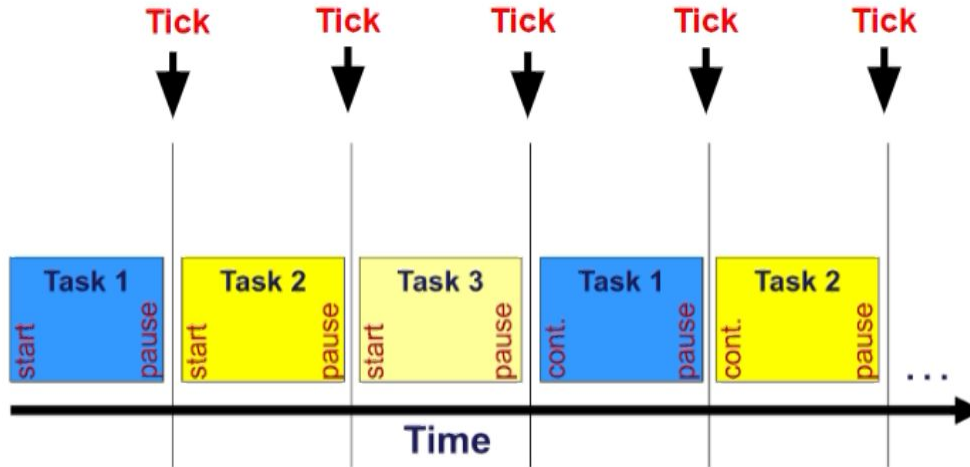 Tick Tick Tick Tick Tick
Task 1 Task 2 Task 3 Task 1 Task 2
start pause start pause start pause cont. pause cont. pause
...
Time